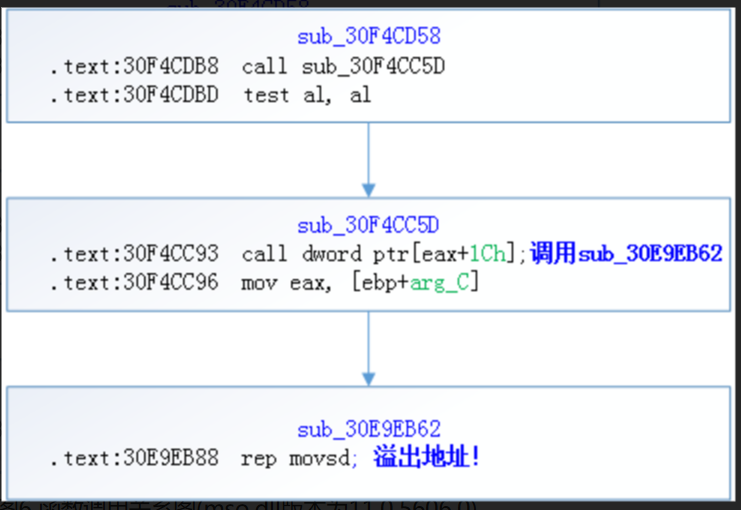 sub_30F4CD58
.text:30F4CDB8 call sub_30F4CC5D
.text:30F4CDBD test al, al
sub_30F4CC5D
.text:30F4CC93 call dword ptr[eax+1Ch];调用sub_30E9EB62
.text:30F4CC96 mov eax, [ebp+arg_C]
sub_30E9EB62
.text:30E9EB88 rep movsd; 溢出地址!